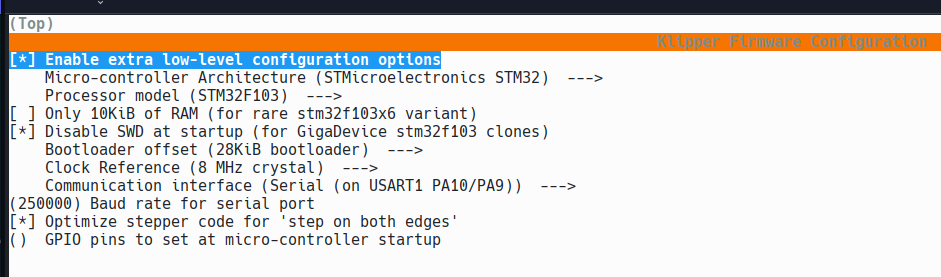 (Top)
Klipper Firmware Configuration
[*] Enable extra low-level configuration options
    Micro-controller Architecture (STMicroelectronics STM32)  --->
    Processor model (STM32F103)  --->
[ ] Only 10KiB of RAM (for rare stm32f103x6 variant)
[*] Disable SWD at startup (for GigaDevice stm32f103 clones)
    Bootloader offset (28KiB bootloader)  --->
    Clock Reference (8 MHz crystal)  --->
    Communication interface (Serial (on USART1 PA10/PA9))  --->
(250000) Baud rate for serial port
[*] Optimize stepper code for 'step on both edges'
()  GPIO pins to set at micro-controller startup